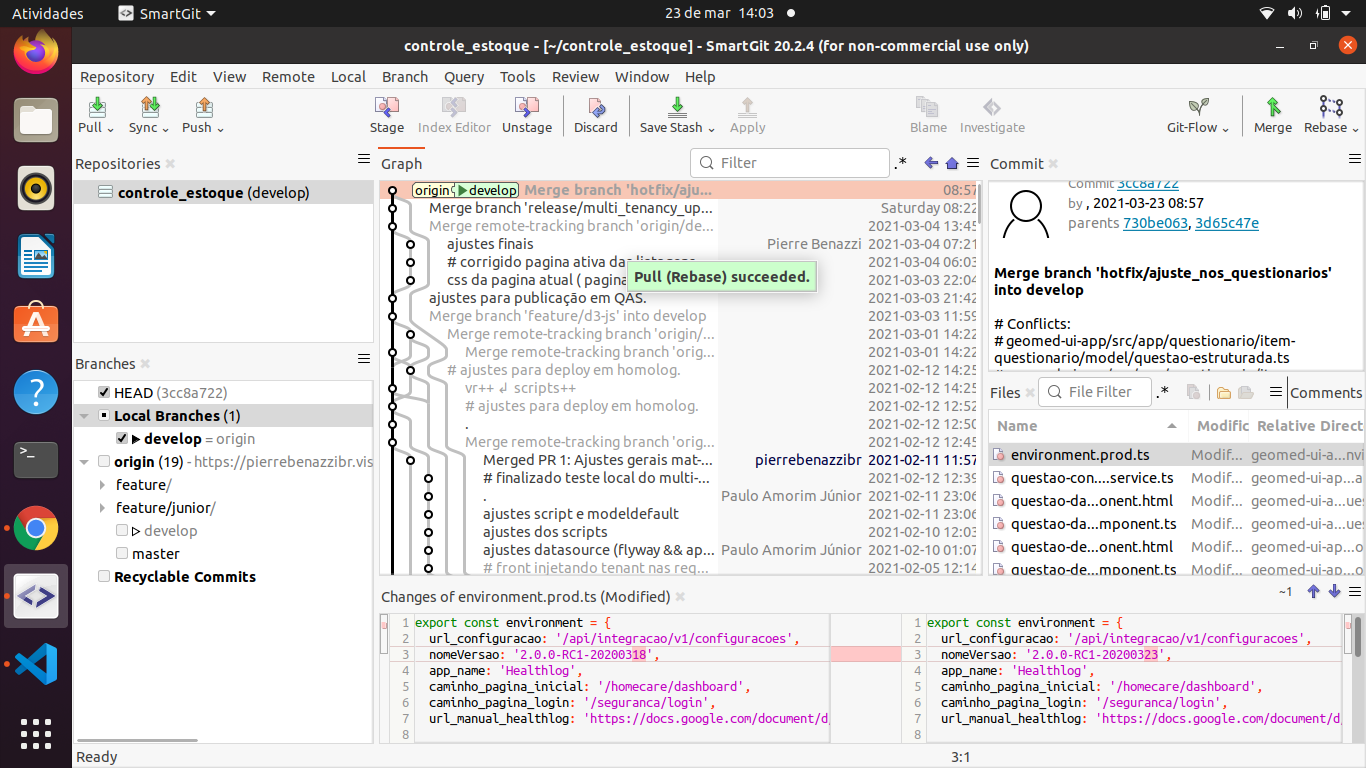 Atividades
SmartGit
23 de mar 14:03
controle_estoque - [~/controle_estoque] - SmartGit 20.2.4 (for non-commercial use only)
Repository Edit View Remote Local Branch Query Tools Review Window Help
Pull Sync Push Stage Index Editor Unstage Discard Save Stash Apply Blame Investigate Git-Flow Merge Rebase
Repositories
controle_estoque (develop)
Branches
HEAD (3cc8a722)
Local Branches (1)
develop = origin
origin (19) - https://pierrebenazzibr.vis
feature/
feature/junior/
develop
master
Recyclable Commits
Graph
Filter
.*
origin develop Merge branch 'hotfix/aju... 08:57
Merge branch 'release/multi_tenancy_up... Saturday 08:22
Merge remote-tracking branch 'origin/de... 2021-03-04 13:45
ajustes finais Pierre Benazzi 2021-03-04 07:21
# corrigido pagina ativa das 2021-03-04 06:03
css da pagina atual ( pagina 2021-03-03 22:04
Pull (Rebase) succeeded.
ajustes para publicação em QAS. 2021-03-03 21:42
Merge branch 'feature/d3-js' into develop 2021-03-03 11:59
Merge remote-tracking branch 'origin/... 2021-03-01 14:22
Merge remote-tracking branch 'orig... 2021-03-01 14:22
# ajustes para deploy em homolog. 2021-02-12 14:25
vr++ ↲ scripts++ 2021-02-12 14:25
# ajustes para deploy em homolog. 2021-02-12 12:52
. 2021-02-12 12:50
Merge remote-tracking branch 'orig... 2021-02-12 12:45
Merged PR 1: Ajustes gerais mat-... pierrebenazzibr 2021-02-11 11:57
# finalizado teste local do multi-... 2021-02-12 12:39
. Paulo Amorim Júnior 2021-02-11 23:06
ajustes script e modeldefault 2021-02-11 23:06
ajustes dos scripts 2021-02-10 12:03
ajustes datasource (flyway && ap... Paulo Amorim Júnior 2021-02-10 01:07
# front injetando tenant nas req... 2021-02-05 12:14
Commit
Commit 3cc8a722
by , 2021-03-23 08:57
parents 730be063, 3d65c47e
Merge branch 'hotfix/ajuste_nos_questionarios'
into develop
# Conflicts:
# geomed-ui-app/src/app/questionario/item-
questionario/model/questao-estruturada.ts
Files
File Filter
.*
Comments
Name Modific Relative Direct
environment.prod.ts Modif... geomed-ui-a...nvi
questao-con....service.ts Modif... geomed-ui-ap...a
questao-da...onent.html Modif... geomed-ui-a...ues
questao-da...mponent.ts Modif... geomed-ui-a...ues
questao-de...onent.html Modif... geomed-ui-ap...o
questao-de...mponent.ts Modif... geomed-ui-ap...o
Changes of environment.prod.ts (Modified)
~1
1 export const environment = {
2 url_configuracao: '/api/integracao/v1/configuracoes',
3 nomeVersao: '2.0.0-RC1-20200318',
4 app_name: 'Healthlog',
5 caminho_pagina_inicial: '/homecare/dashboard',
6 caminho_pagina_login: '/seguranca/login',
7 url_manual_healthlog: 'https://docs.google.com/document/d
8
1 export const environment = {
2 url_configuracao: '/api/integracao/v1/configuracoes',
3 nomeVersao: '2.0.0-RC1-20200323',
4 app_name: 'Healthlog',
5 caminho_pagina_inicial: '/homecare/dashboard',
6 caminho_pagina_login: '/seguranca/login',
7 url_manual_healthlog: 'https://docs.google.com/document/d
8
Ready
3:1